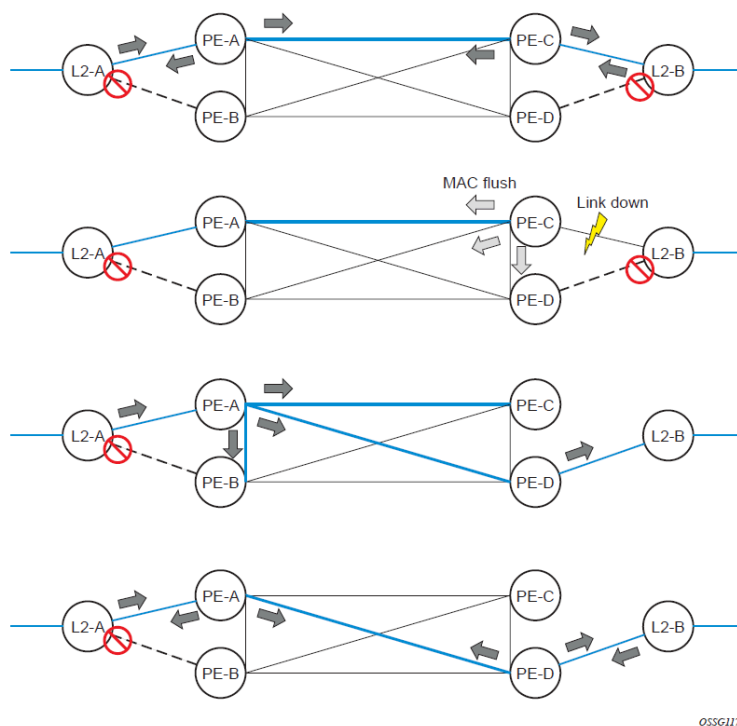 PE-A
PE-C
L2-A
L2-B
PE-B
PE-D
MAC flush
Link down
PE-A
PE-C
L2-A
L2-B
PE-B
PE-D
PE-A
PE-C
L2-A
L2-B
PE-B
PE-D
PE-A
PE-C
L2-A
L2-B
PE-B
PE-D